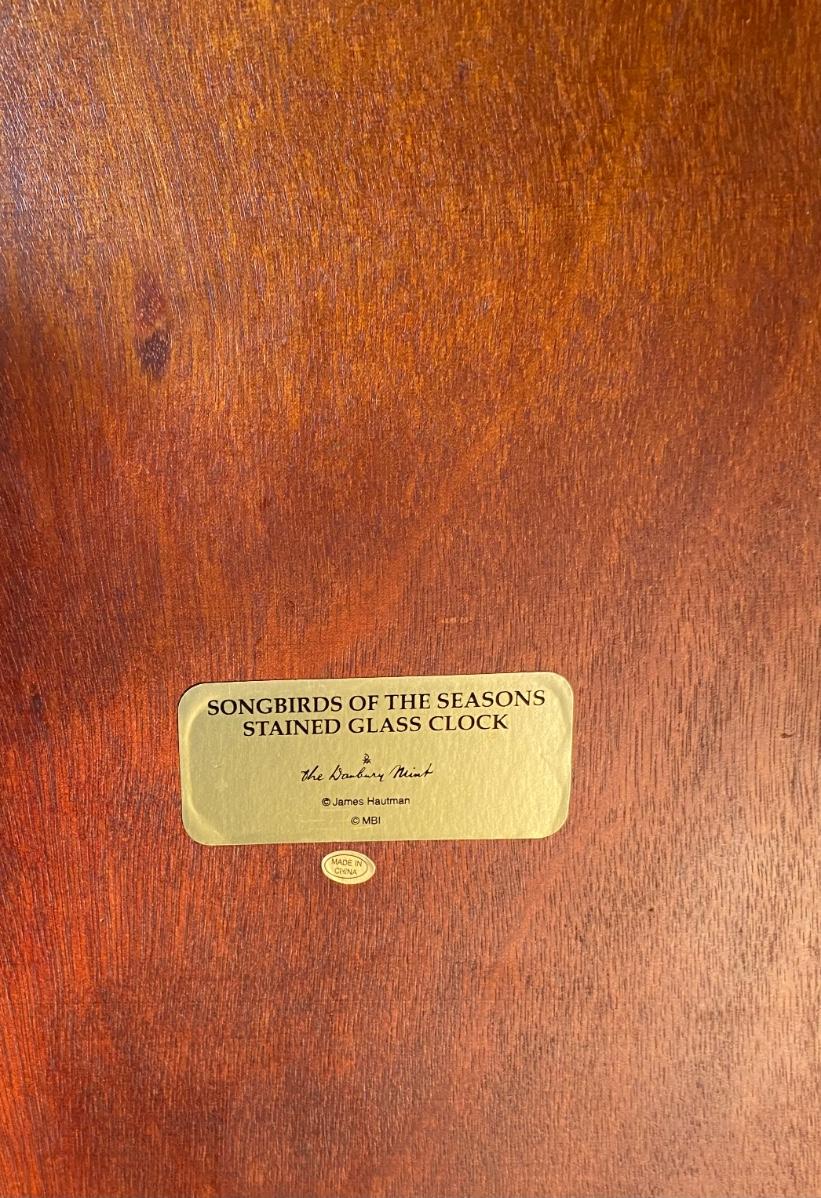 SONGBIRDS OF THE SEASONS
STAINED GLASS CLOCK
the Danbury Mint
© James Hautman
© MBI
MADE IN
CHINA